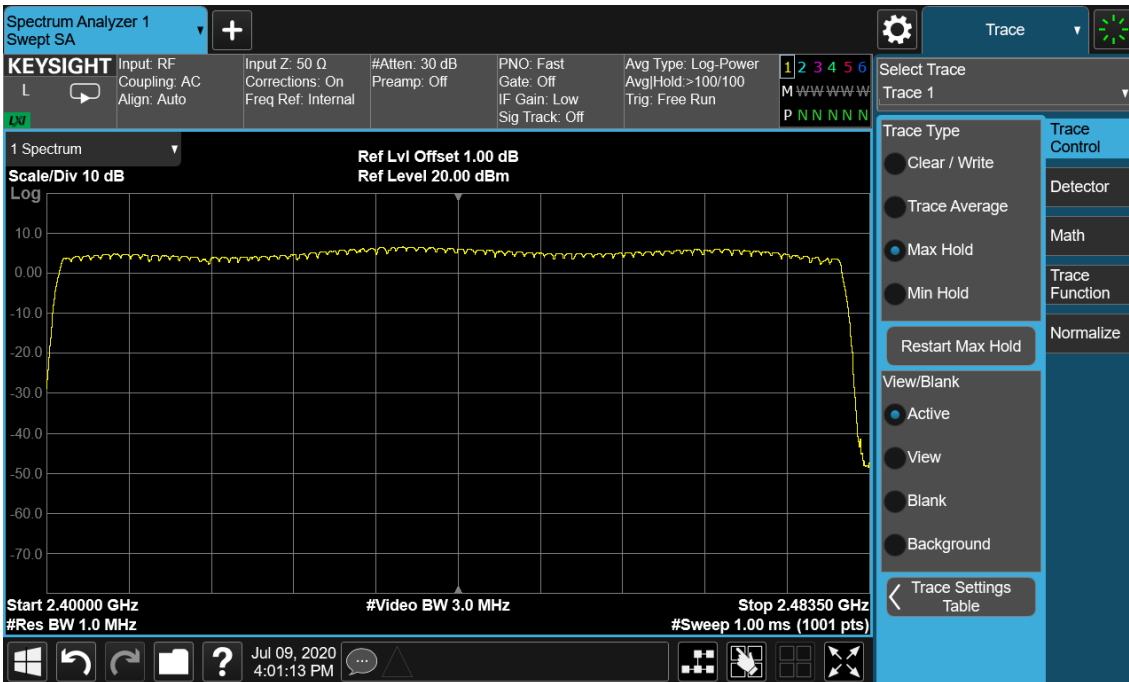 Spectrum Analyzer 1
Swept SA
Trace
KEYSIGHT
L
LXI
Input: RF
Coupling: AC
Align: Auto
Input Z: 50 Ω
Corrections: On
Freq Ref: Internal
#Atten: 30 dB
Preamp: Off
PNO: Fast
Gate: Off
IF Gain: Low
Sig Track: Off
Avg Type: Log-Power
Avg|Hold:>100/100
Trig: Free Run
1 2 3 4 5 6
M W W W W W
P N N N N N
Select Trace
Trace 1
1 Spectrum
Scale/Div 10 dB
Ref Lvl Offset 1.00 dB
Ref Level 20.00 dBm
Log
10.0
0.00
-10.0
-20.0
-30.0
-40.0
-50.0
-60.0
-70.0
Start 2.40000 GHz
#Res BW 1.0 MHz
#Video BW 3.0 MHz
Stop 2.48350 GHz
#Sweep 1.00 ms (1001 pts)
Trace Type
Clear / Write
Trace Average
Max Hold
Min Hold
Restart Max Hold
View/Blank
Active
View
Blank
Background
Trace Settings
Table
Trace
Control
Detector
Math
Trace
Function
Normalize
?
Jul 09, 2020
4:01:13 PM